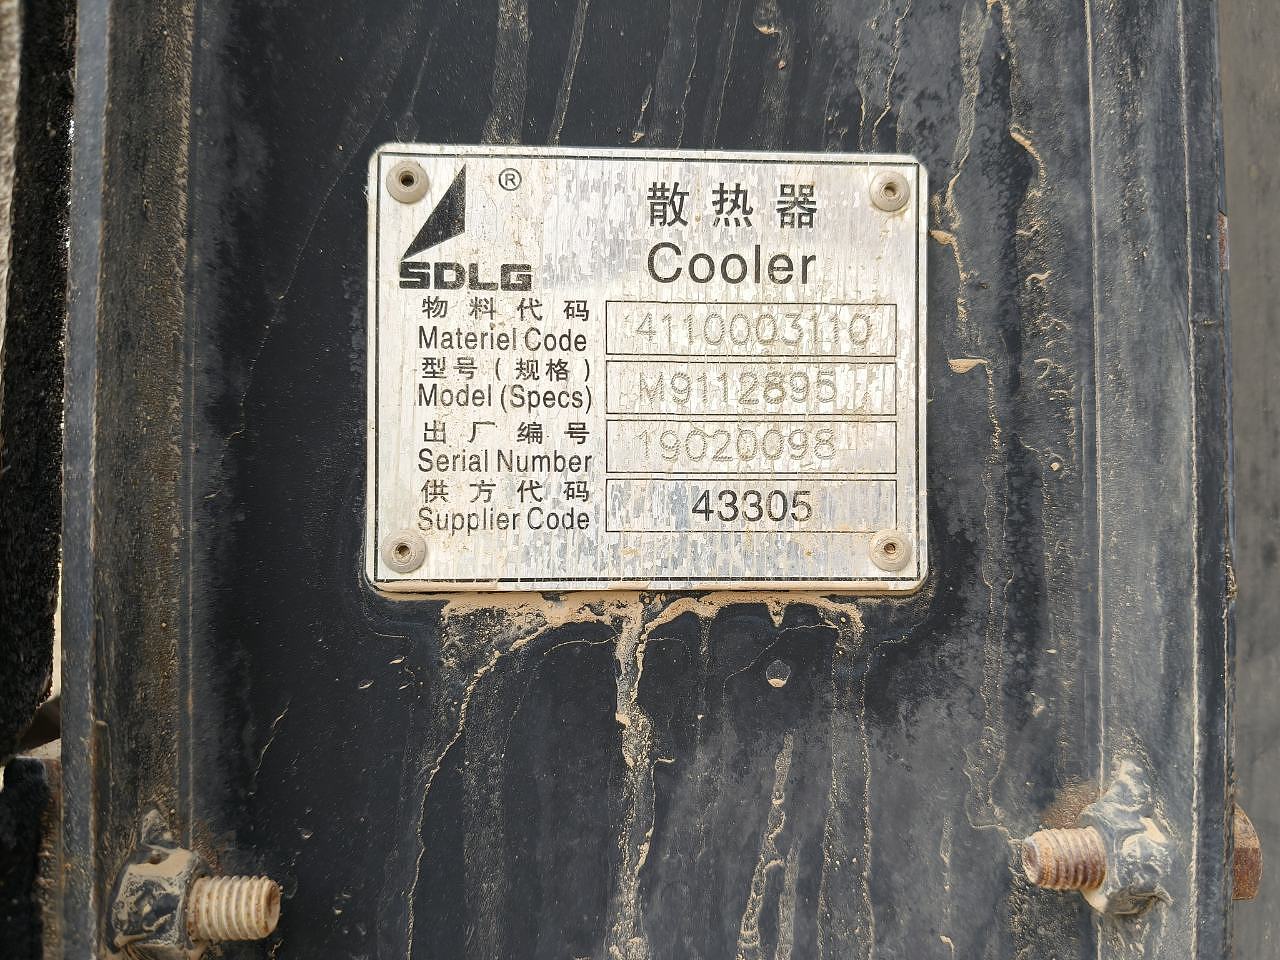 ®
SDLG
散热器
Cooler
物料代码
Materiel Code
4110003110
型号(规格)
Model (Specs)
M9112895
出厂编号
Serial Number
19020098
供方代码
Supplier Code
43305